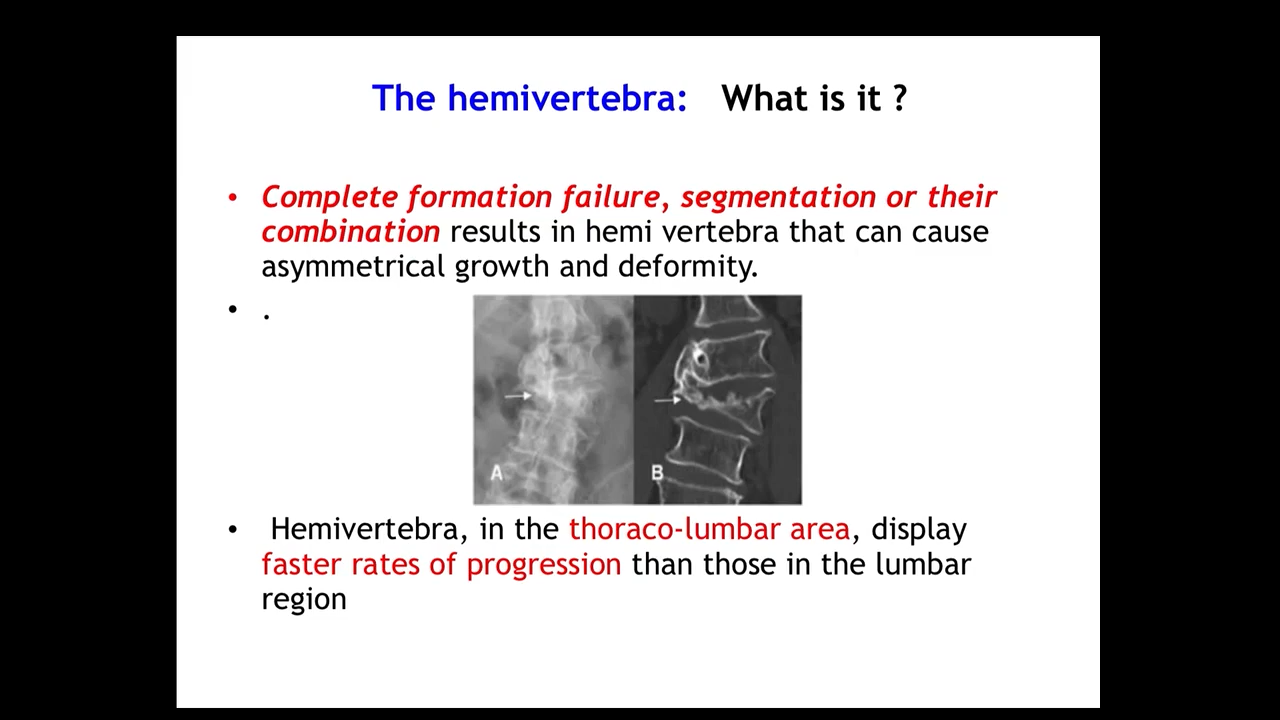 The hemivertebra: What is it ?
• Complete formation failure, segmentation or their
combination results in hemi vertebra that can cause
asymmetrical growth and deformity.
• .
A B
• Hemivertebra, in the thoraco-lumbar area, display
faster rates of progression than those in the lumbar
region